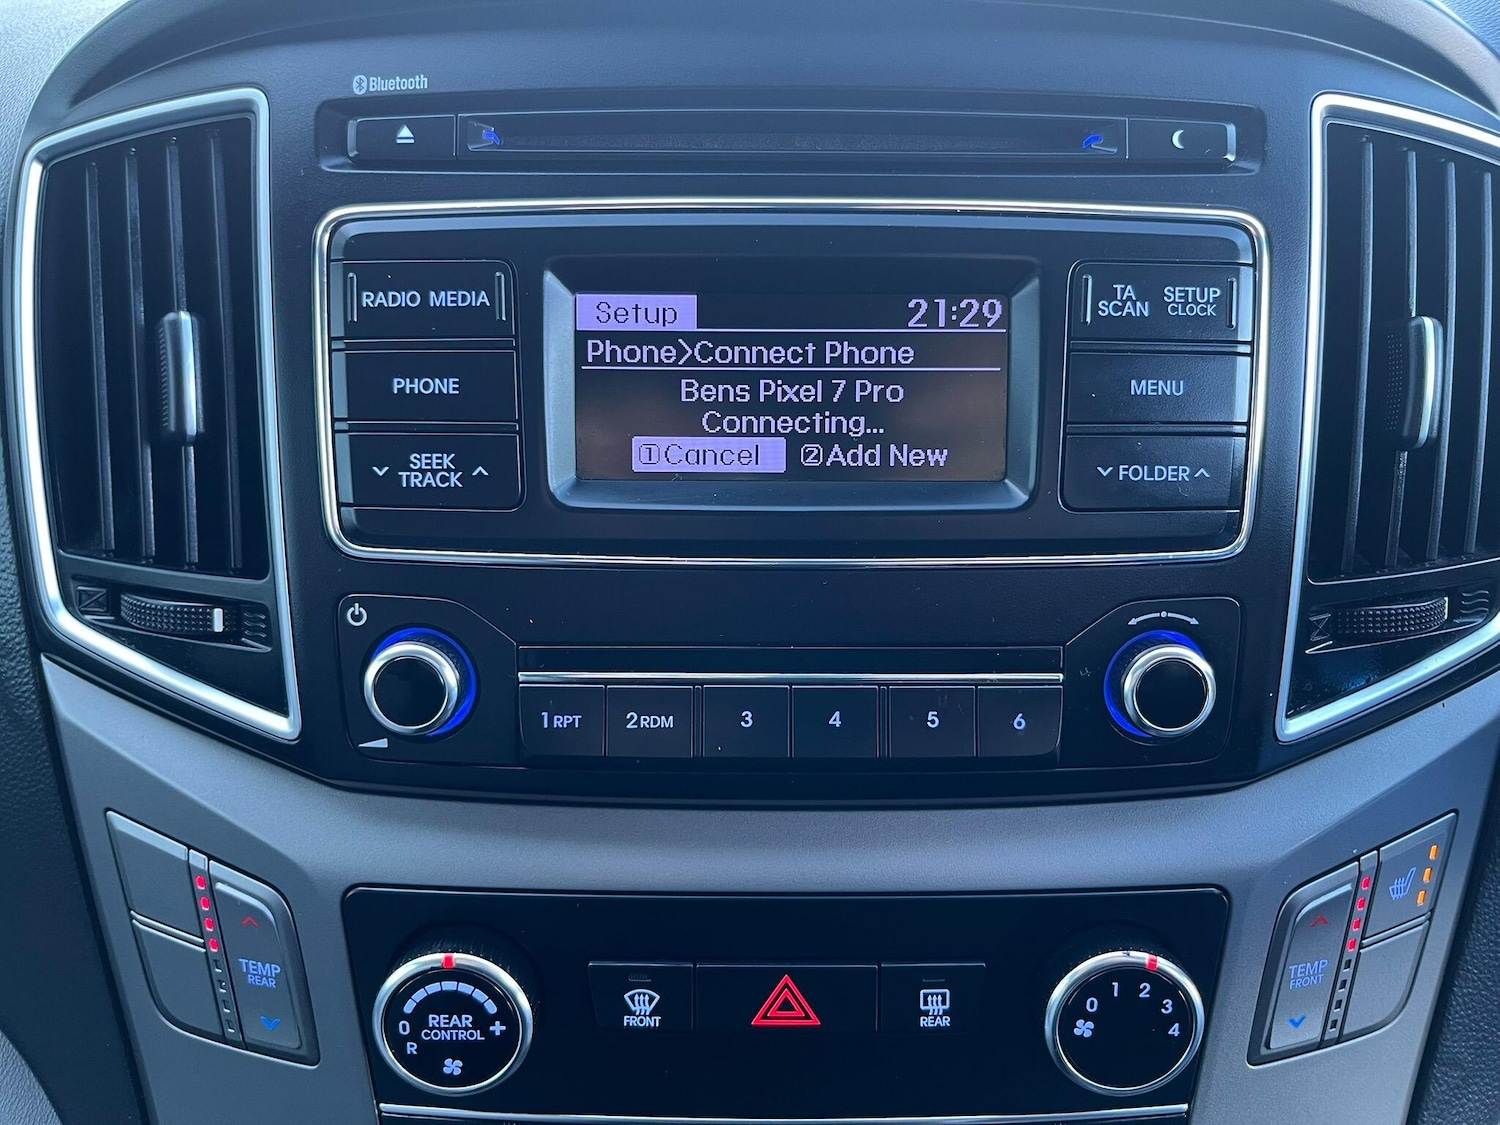 Bluetooth
RADIO MEDIA
PHONE
SEEK
TRACK
Setup 21:29
Phone>Connect Phone
Bens Pixel 7 Pro
Connecting...
①Cancel ②Add New
TA
SCAN
SETUP
CLOCK
MENU
FOLDER
1 RPT
2 RDM
3
4
5
6
TEMP
REAR
0
REAR
CONTROL
+
R
FRONT
REAR
0 1 2 3 4
TEMP
FRONT